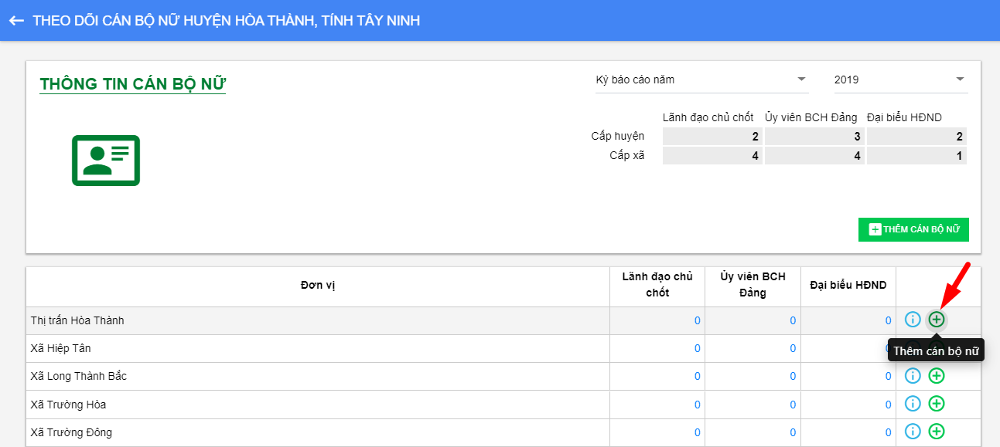 THEO DÕI CÁN BỘ NỮ HUYỆN HÒA THÀNH, TỈNH TÂY NINH
THÔNG TIN CÁN BỘ NỮ
Kỳ báo cáo năm 2019
Lãnh đạo chủ chốt Ủy viên BCH Đảng Đại biểu HĐND
Cấp huyện 2 3 2
Cấp xã 4 4 1
THÊM CÁN BỘ NỮ
Đơn vị Lãnh đạo chủ chốt Ủy viên BCH Đảng Đại biểu HĐND
Thị trấn Hòa Thành 0 0 0
Xã Hiệp Tân 0 0 0
Thêm cán bộ nữ
Xã Long Thành Bắc 0 0 0
Xã Trường Hòa 0 0 0
Xã Trường Đông 0 0 0